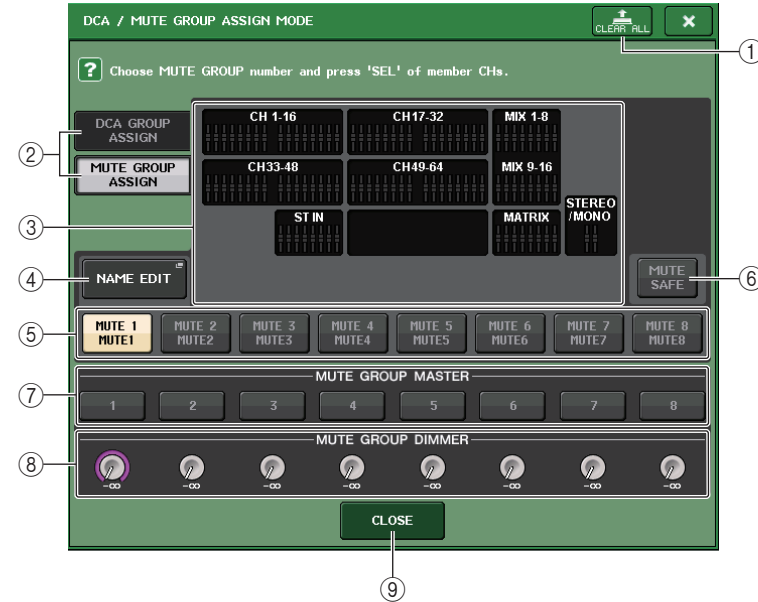 DCA / MUTE GROUP ASSIGN MODE
CLEAR ALL
×
①
? Choose MUTE GROUP number and press 'SEL' of member CHs.
②
DCA GROUP
ASSIGN
MUTE GROUP
ASSIGN
③
CH 1-16
CH17-32
MIX 1-8
CH33-48
CH49-64
MIX 9-16
ST IN
MATRIX
STEREO
/MONO
④
NAME EDIT
MUTE
SAFE
⑥
⑤
MUTE 1
MUTE1
MUTE 2
MUTE2
MUTE 3
MUTE3
MUTE 4
MUTE4
MUTE 5
MUTE5
MUTE 6
MUTE6
MUTE 7
MUTE7
MUTE 8
MUTE8
⑦
MUTE GROUP MASTER
1 2 3 4 5 6 7 8
⑧
MUTE GROUP DIMMER
-∞ -∞ -∞ -∞ -∞ -∞ -∞ -∞
CLOSE
⑨